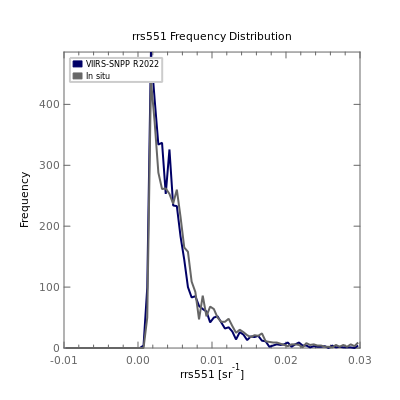 rrs551 Frequency Distribution
VIIRS-SNPP R2022
In situ
Frequency
400
300
200
100
0
-0.01 0.00 0.01 0.02 0.03
rrs551 [sr⁻¹]